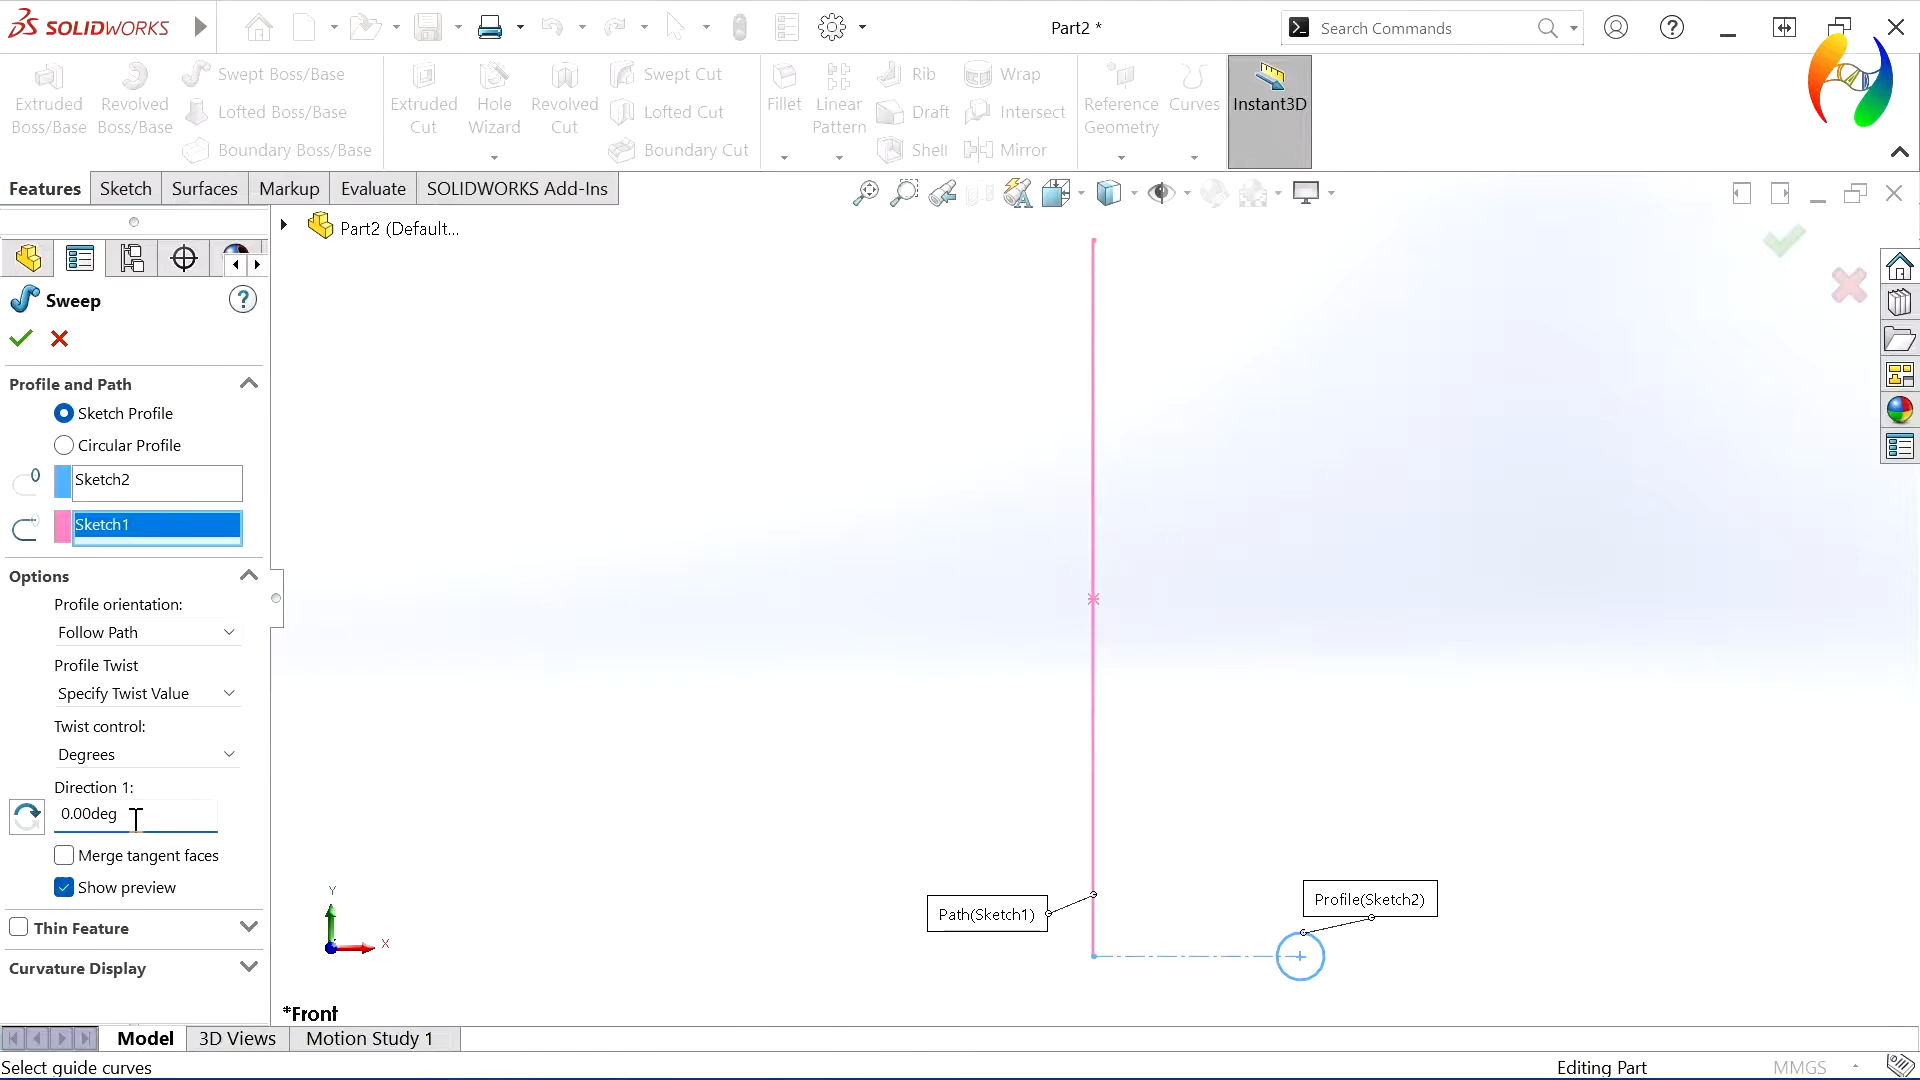 SOLIDWORKS
Part2 *
Search Commands
Extruded Boss/Base
Revolved Boss/Base
Swept Boss/Base
Lofted Boss/Base
Boundary Boss/Base
Extruded Cut
Hole Wizard
Revolved Cut
Swept Cut
Lofted Cut
Boundary Cut
Fillet
Linear Pattern
Rib
Draft
Shell
Wrap
Intersect
Mirror
Reference Geometry
Curves
Instant3D
Features
Sketch
Surfaces
Markup
Evaluate
SOLIDWORKS Add-Ins
Part2 (Default...
Sweep
Profile and Path
Sketch Profile
Circular Profile
Sketch2
Sketch1
Options
Profile orientation:
Follow Path
Profile Twist
Specify Twist Value
Twist control:
Degrees
Direction 1:
0.00deg
Merge tangent faces
Show preview
Thin Feature
Curvature Display
Path(Sketch1)
Profile(Sketch2)
Y
X
*Front
Model
3D Views
Motion Study 1
Select guide curves
Editing Part
MMGS